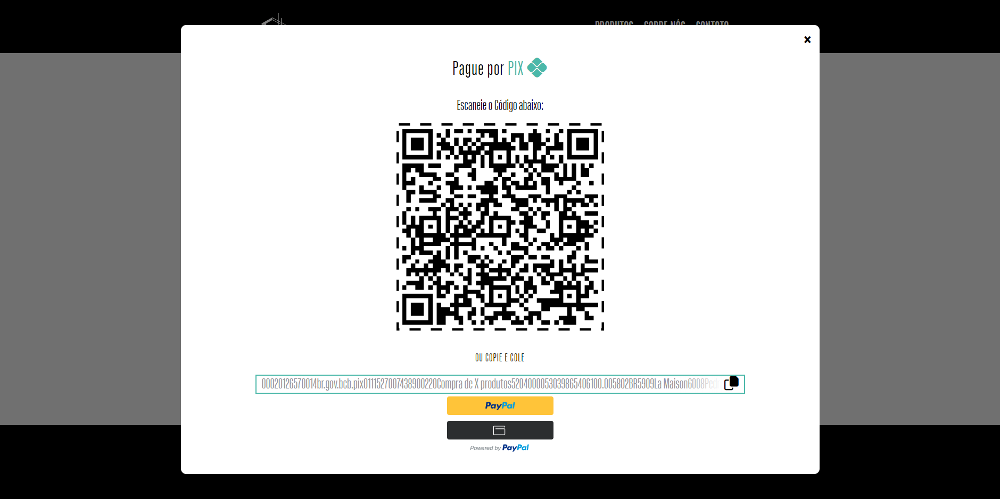 PRODUTOS SOBRE NÓS CONTATO
×
Pague por PIX
Escaneie o Código abaixo:
OU COPIE E COLE
00020126570014br.gov.bcb.pix0111527007438900220Compra de X produtos5204000053039865406100.005802BR5909La Maison6008Ped
PayPal
Powered by PayPal